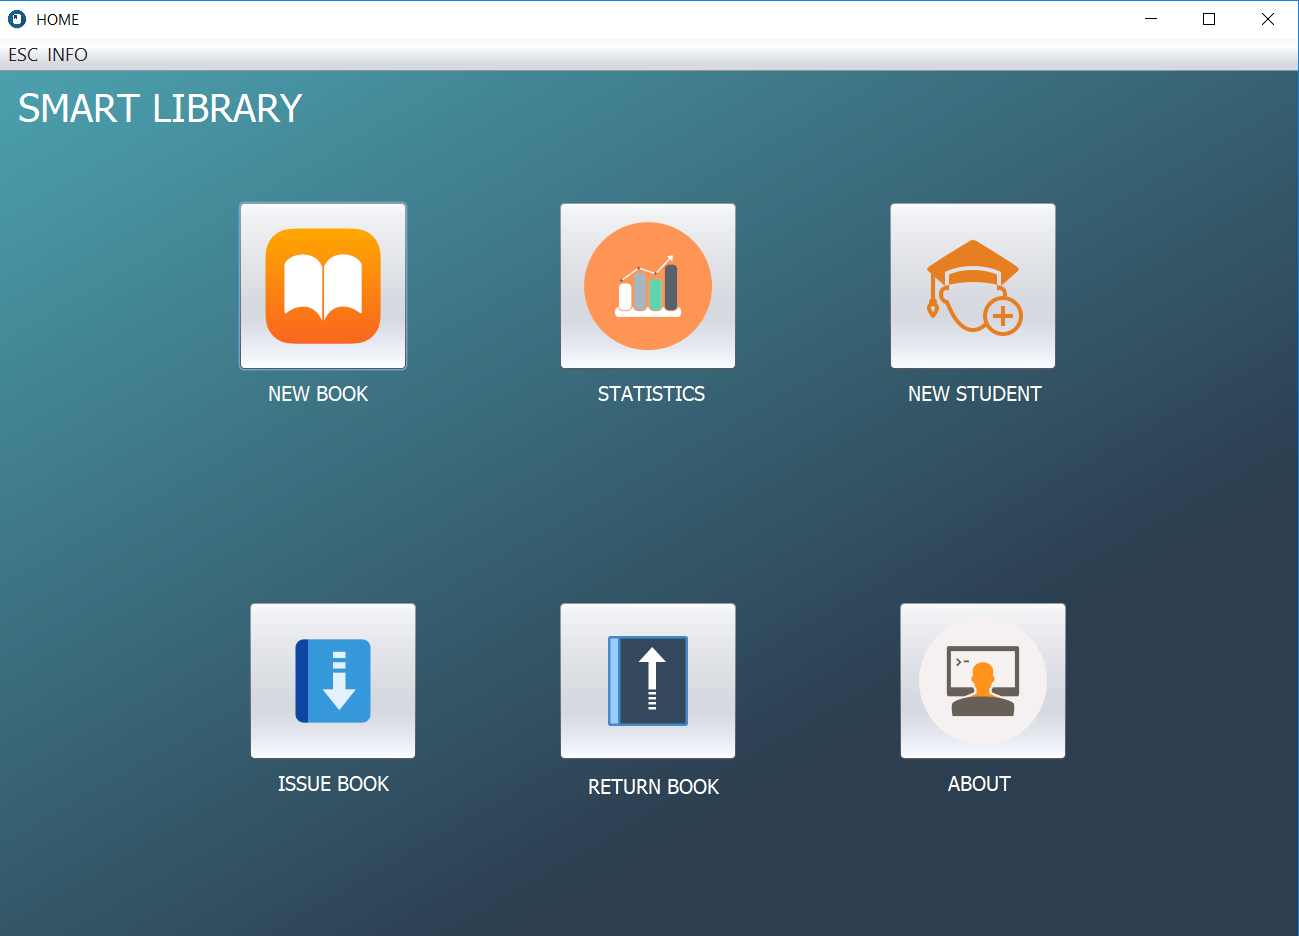 HOME
ESC INFO
SMART LIBRARY
NEW BOOK
STATISTICS
NEW STUDENT
ISSUE BOOK
RETURN BOOK
ABOUT